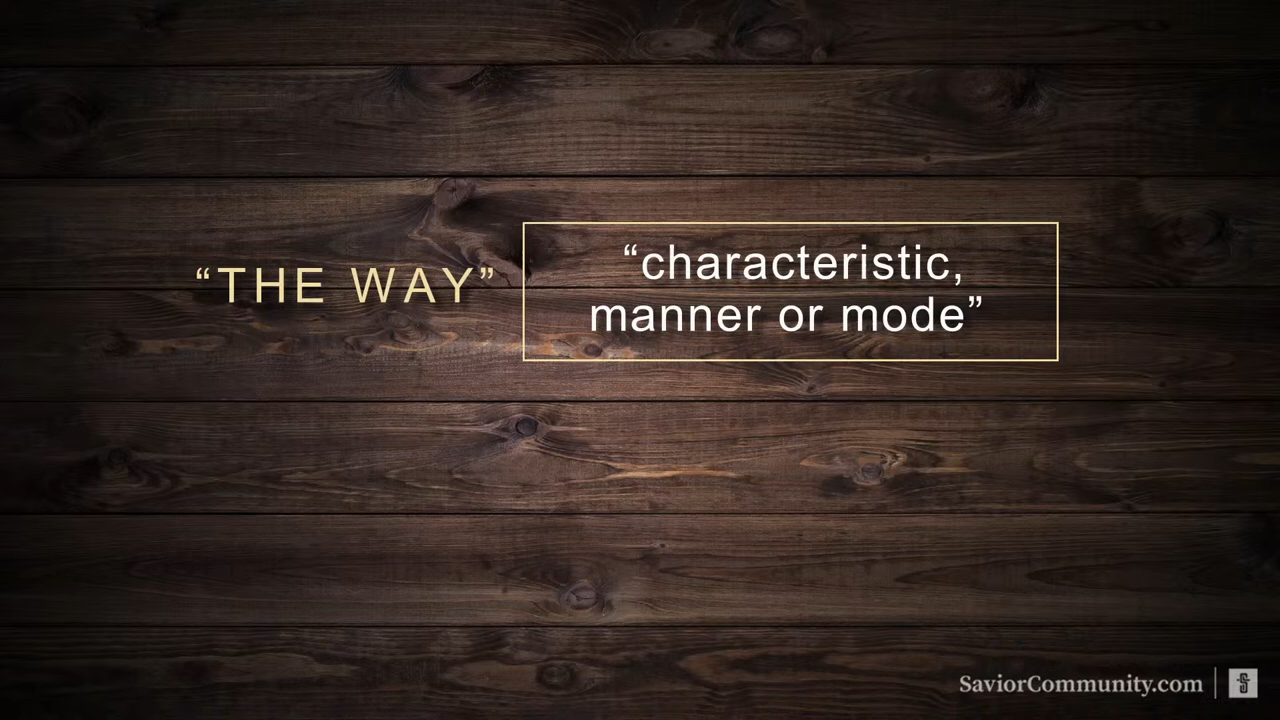 “THE WAY”
“characteristic,
manner or mode”
SaviorCommunity.com